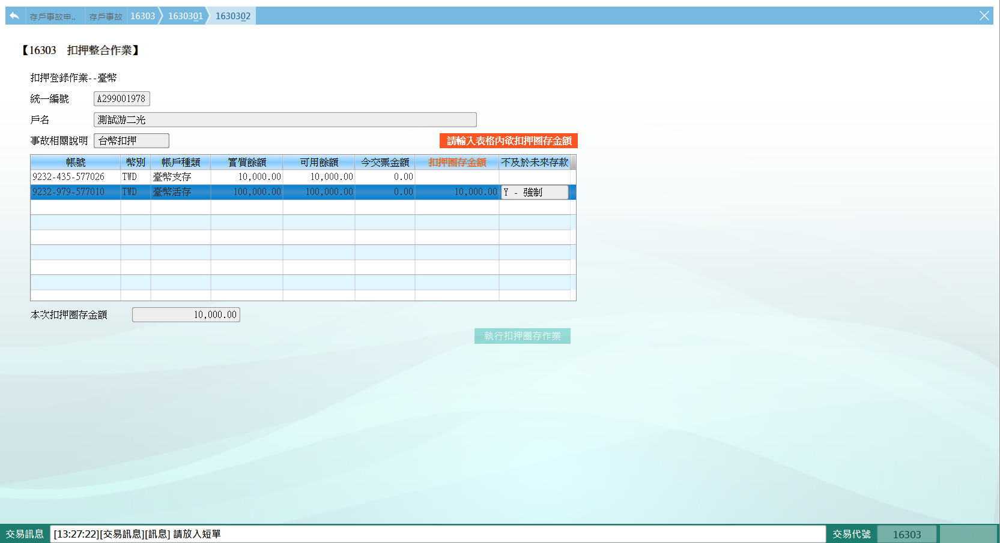 存戶事故申.. 存戶事故 16303 1630301 1630302
【16303　扣押整合作業】
扣押登錄作業--臺幣
統一編號 A299001978
戶名 測試游二光
事故相關說明 台幣扣押 請輸入表格內欲扣押圈存金額
帳號 幣別 帳戶種類 實質餘額 可用餘額 今交票金額 扣押圈存金額 不及於未來存款
9232-435-577026 TWD 臺幣支存 10,000.00 10,000.00 0.00
9232-979-577010 TWD 臺幣活存 100,000.00 100,000.00 0.00 10,000.00 Y - 強制
本次扣押圈存金額 10,000.00
執行扣押圈存作業
交易訊息 [13:27:22][交易訊息][訊息] 請放入短單 交易代號 16303